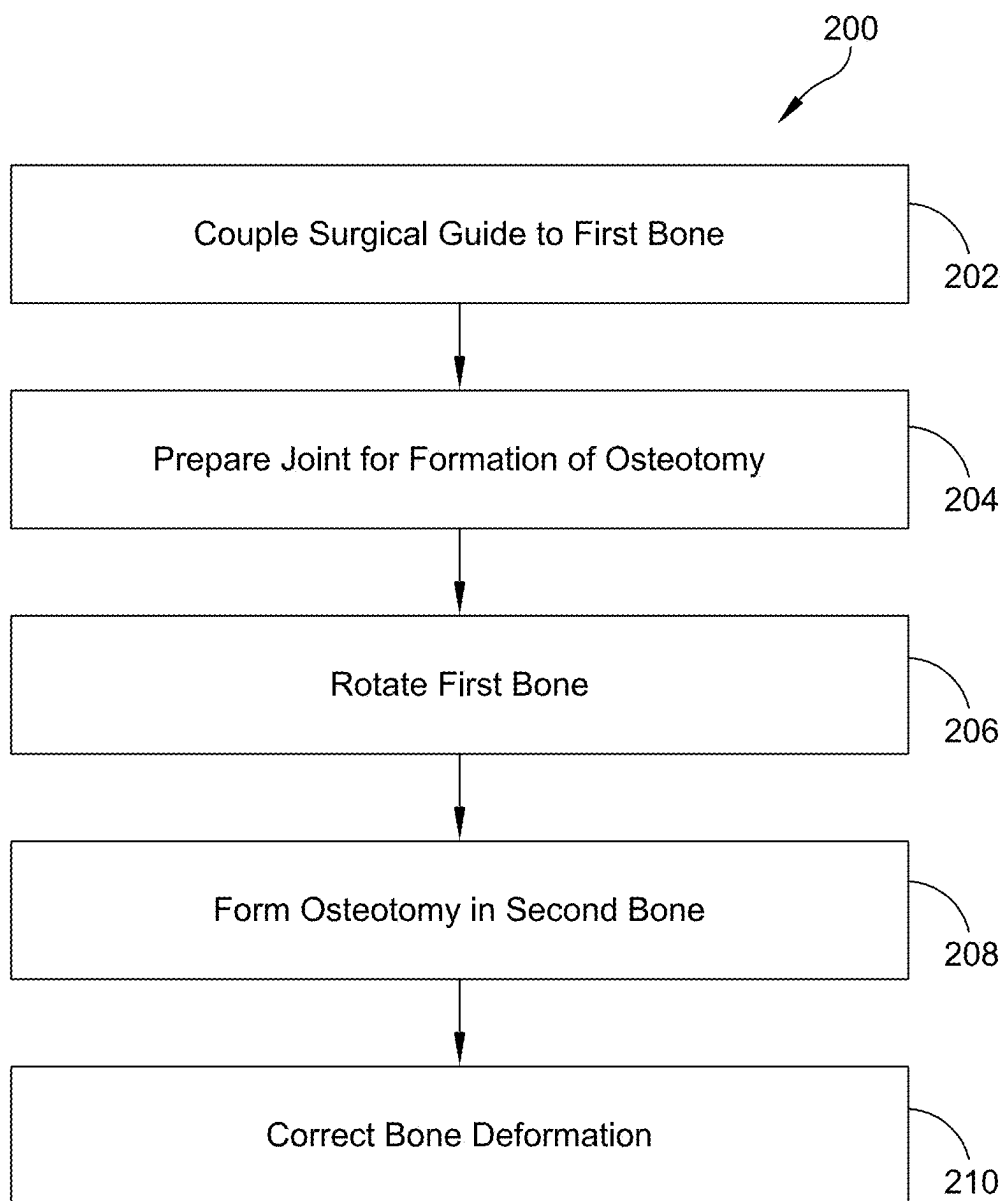 200
Couple Surgical Guide to First Bone
202
Prepare Joint for Formation of Osteotomy
204
Rotate First Bone
206
Form Osteotomy in Second Bone
208
Correct Bone Deformation
210